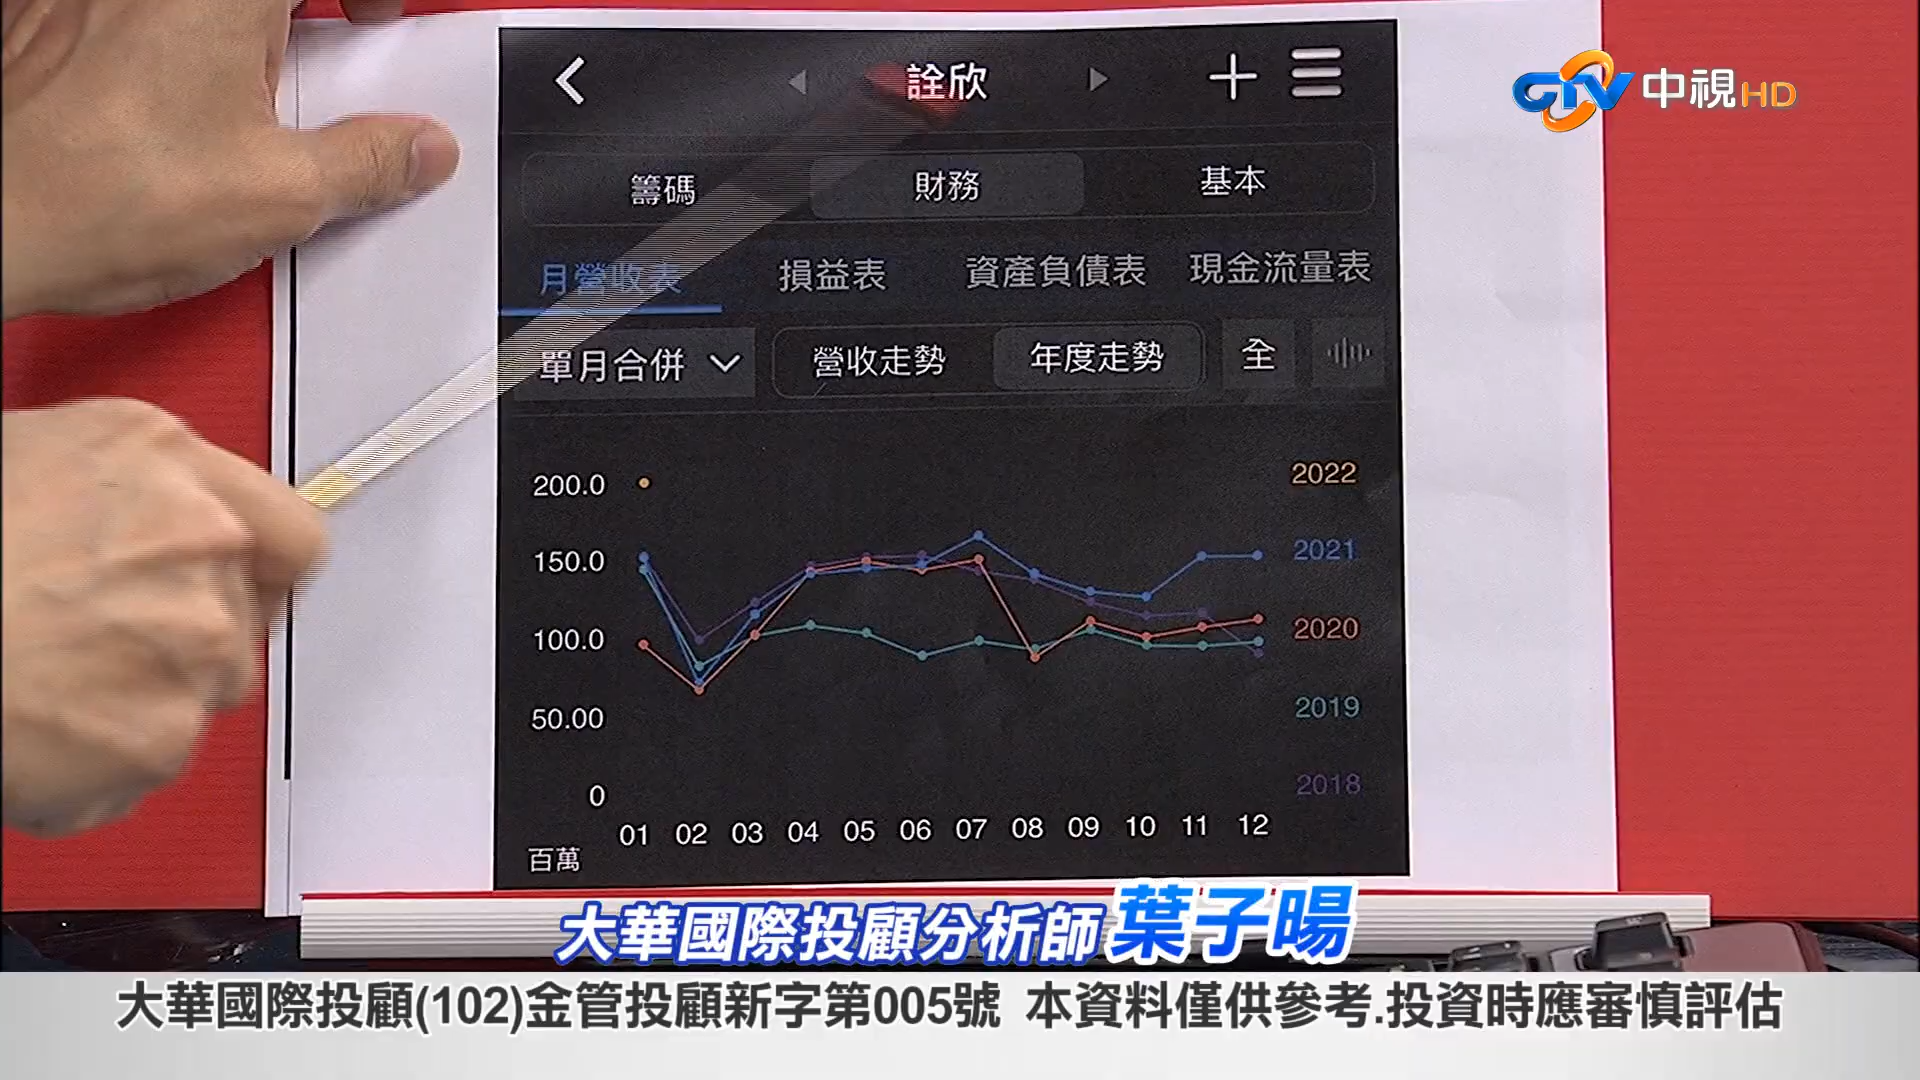 詮欣
CTV 中視HD
籌碼 財務 基本
月營收表 損益表 資產負債表 現金流量表
單月合併 營收走勢 年度走勢 全
200.0 2022
150.0 2021
100.0 2020
50.00 2019
0 2018
01 02 03 04 05 06 07 08 09 10 11 12
百萬
大華國際投顧分析師 葉子暘
大華國際投顧(102)金管投顧新字第005號 本資料僅供參考.投資時應審慎評估